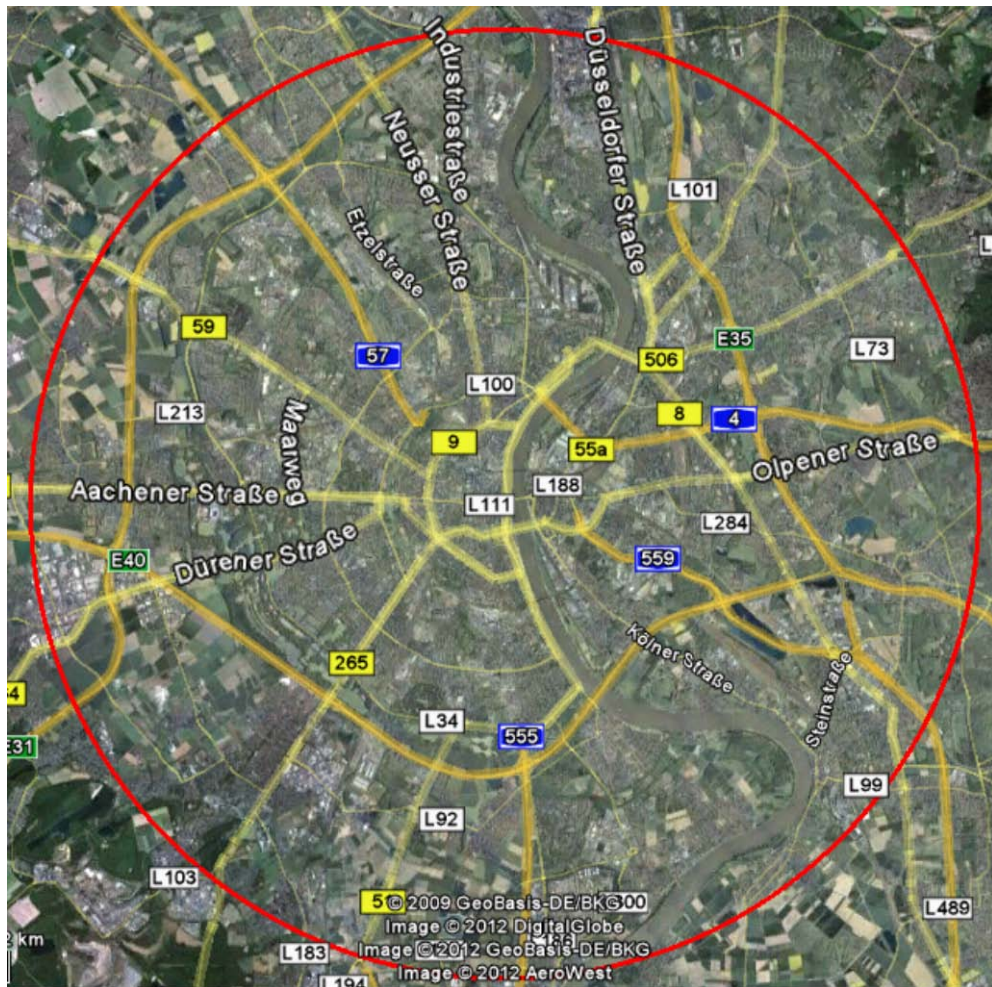 Industriestraße
Düsseldorfer Straße
Neusser Straße
L101
Etzelstraße
59
57
E35
L73
506
L100
L213
Maarweg
9
8
4
55a
Olpener Straße
Aachener Straße
L188
L111
L284
Dürener Straße
E40
559
265
Kölner Straße
Steinstraße
L34
555
E31
L99
L92
L103
L489
© 2009 GeoBasis-DE/BKG
Image © 2012 DigitalGlobe
Image © 2012 GeoBasis-DE/BKG
L183
Image © 2012 AeroWest
L194